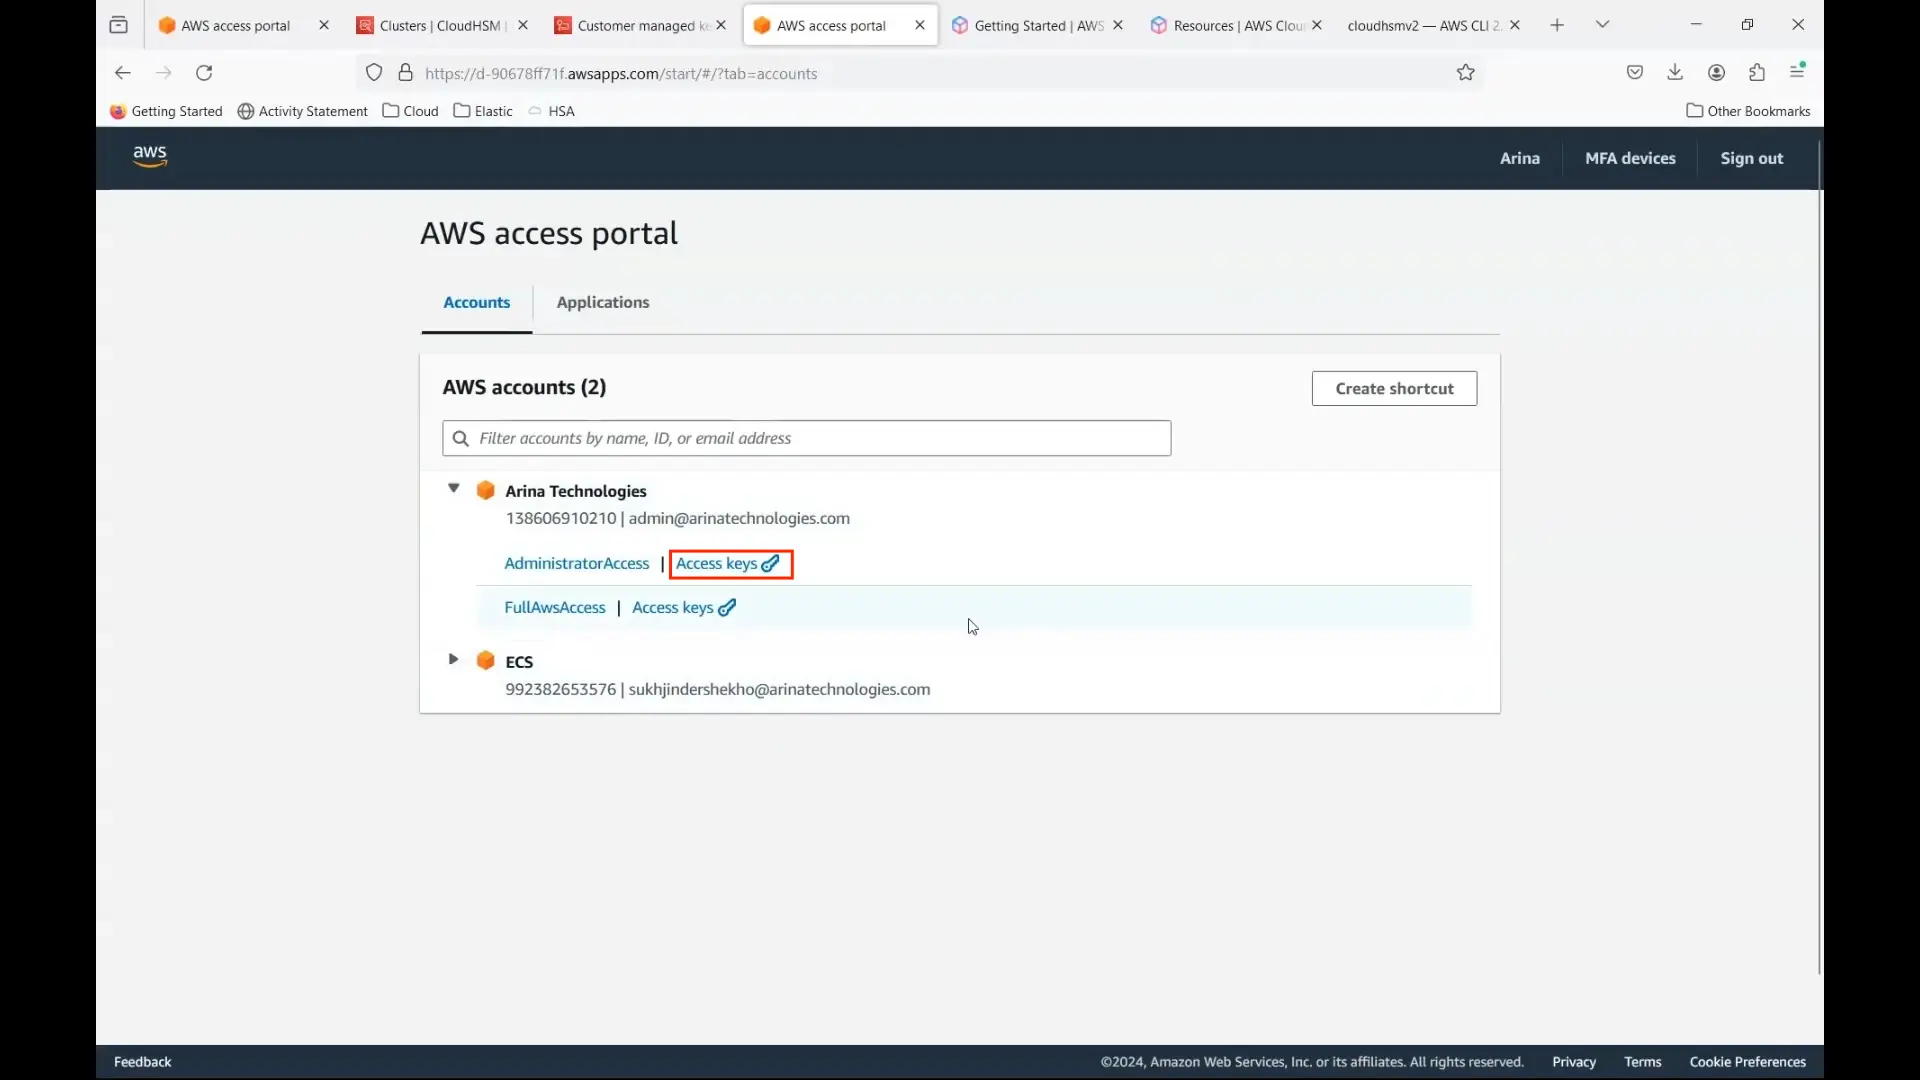 AWS access portal
Clusters | CloudHSM |
Customer managed ke
AWS access portal
Getting Started | AWS
Resources | AWS Clou
cloudhsmv2 — AWS CLI 2.
https://d-90678ff71f.awsapps.com/start/#/?tab=accounts
Getting Started
Activity Statement
Cloud
Elastic
HSA
Other Bookmarks
aws
Arina
MFA devices
Sign out
AWS access portal
Accounts
Applications
AWS accounts (2)
Create shortcut
Filter accounts by name, ID, or email address
Arina Technologies
138606910210 | admin@arinatechnologies.com
AdministratorAccess | Access keys
FullAwsAccess | Access keys
ECS
992382653576 | sukhjindershekho@arinatechnologies.com
Feedback
©2024, Amazon Web Services, Inc. or its affiliates. All rights reserved.
Privacy
Terms
Cookie Preferences